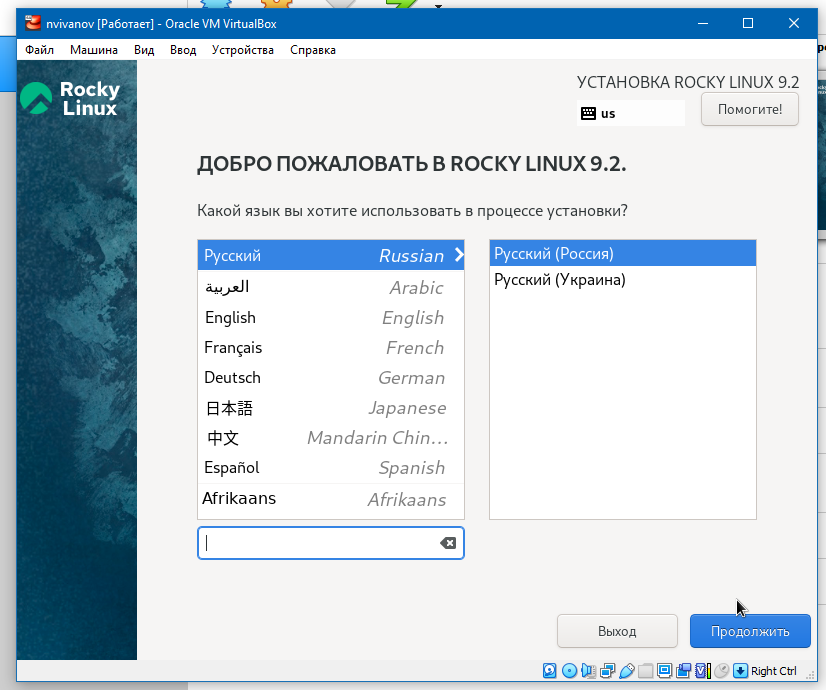 nvivanov [Работает] - Oracle VM VirtualBox
Файл Машина Вид Ввод Устройства Справка
Rocky
Linux
УСТАНОВКА ROCKY LINUX 9.2
us
Помогите!
ДОБРО ПОЖАЛОВАТЬ В ROCKY LINUX 9.2.
Какой язык вы хотите использовать в процессе установки?
Русский Russian
العربية Arabic
English English
Français French
Deutsch German
日本語 Japanese
中文 Mandarin Chin...
Español Spanish
Afrikaans Afrikaans
Русский (Россия)
Русский (Украина)
Выход
Продолжить
Right Ctrl